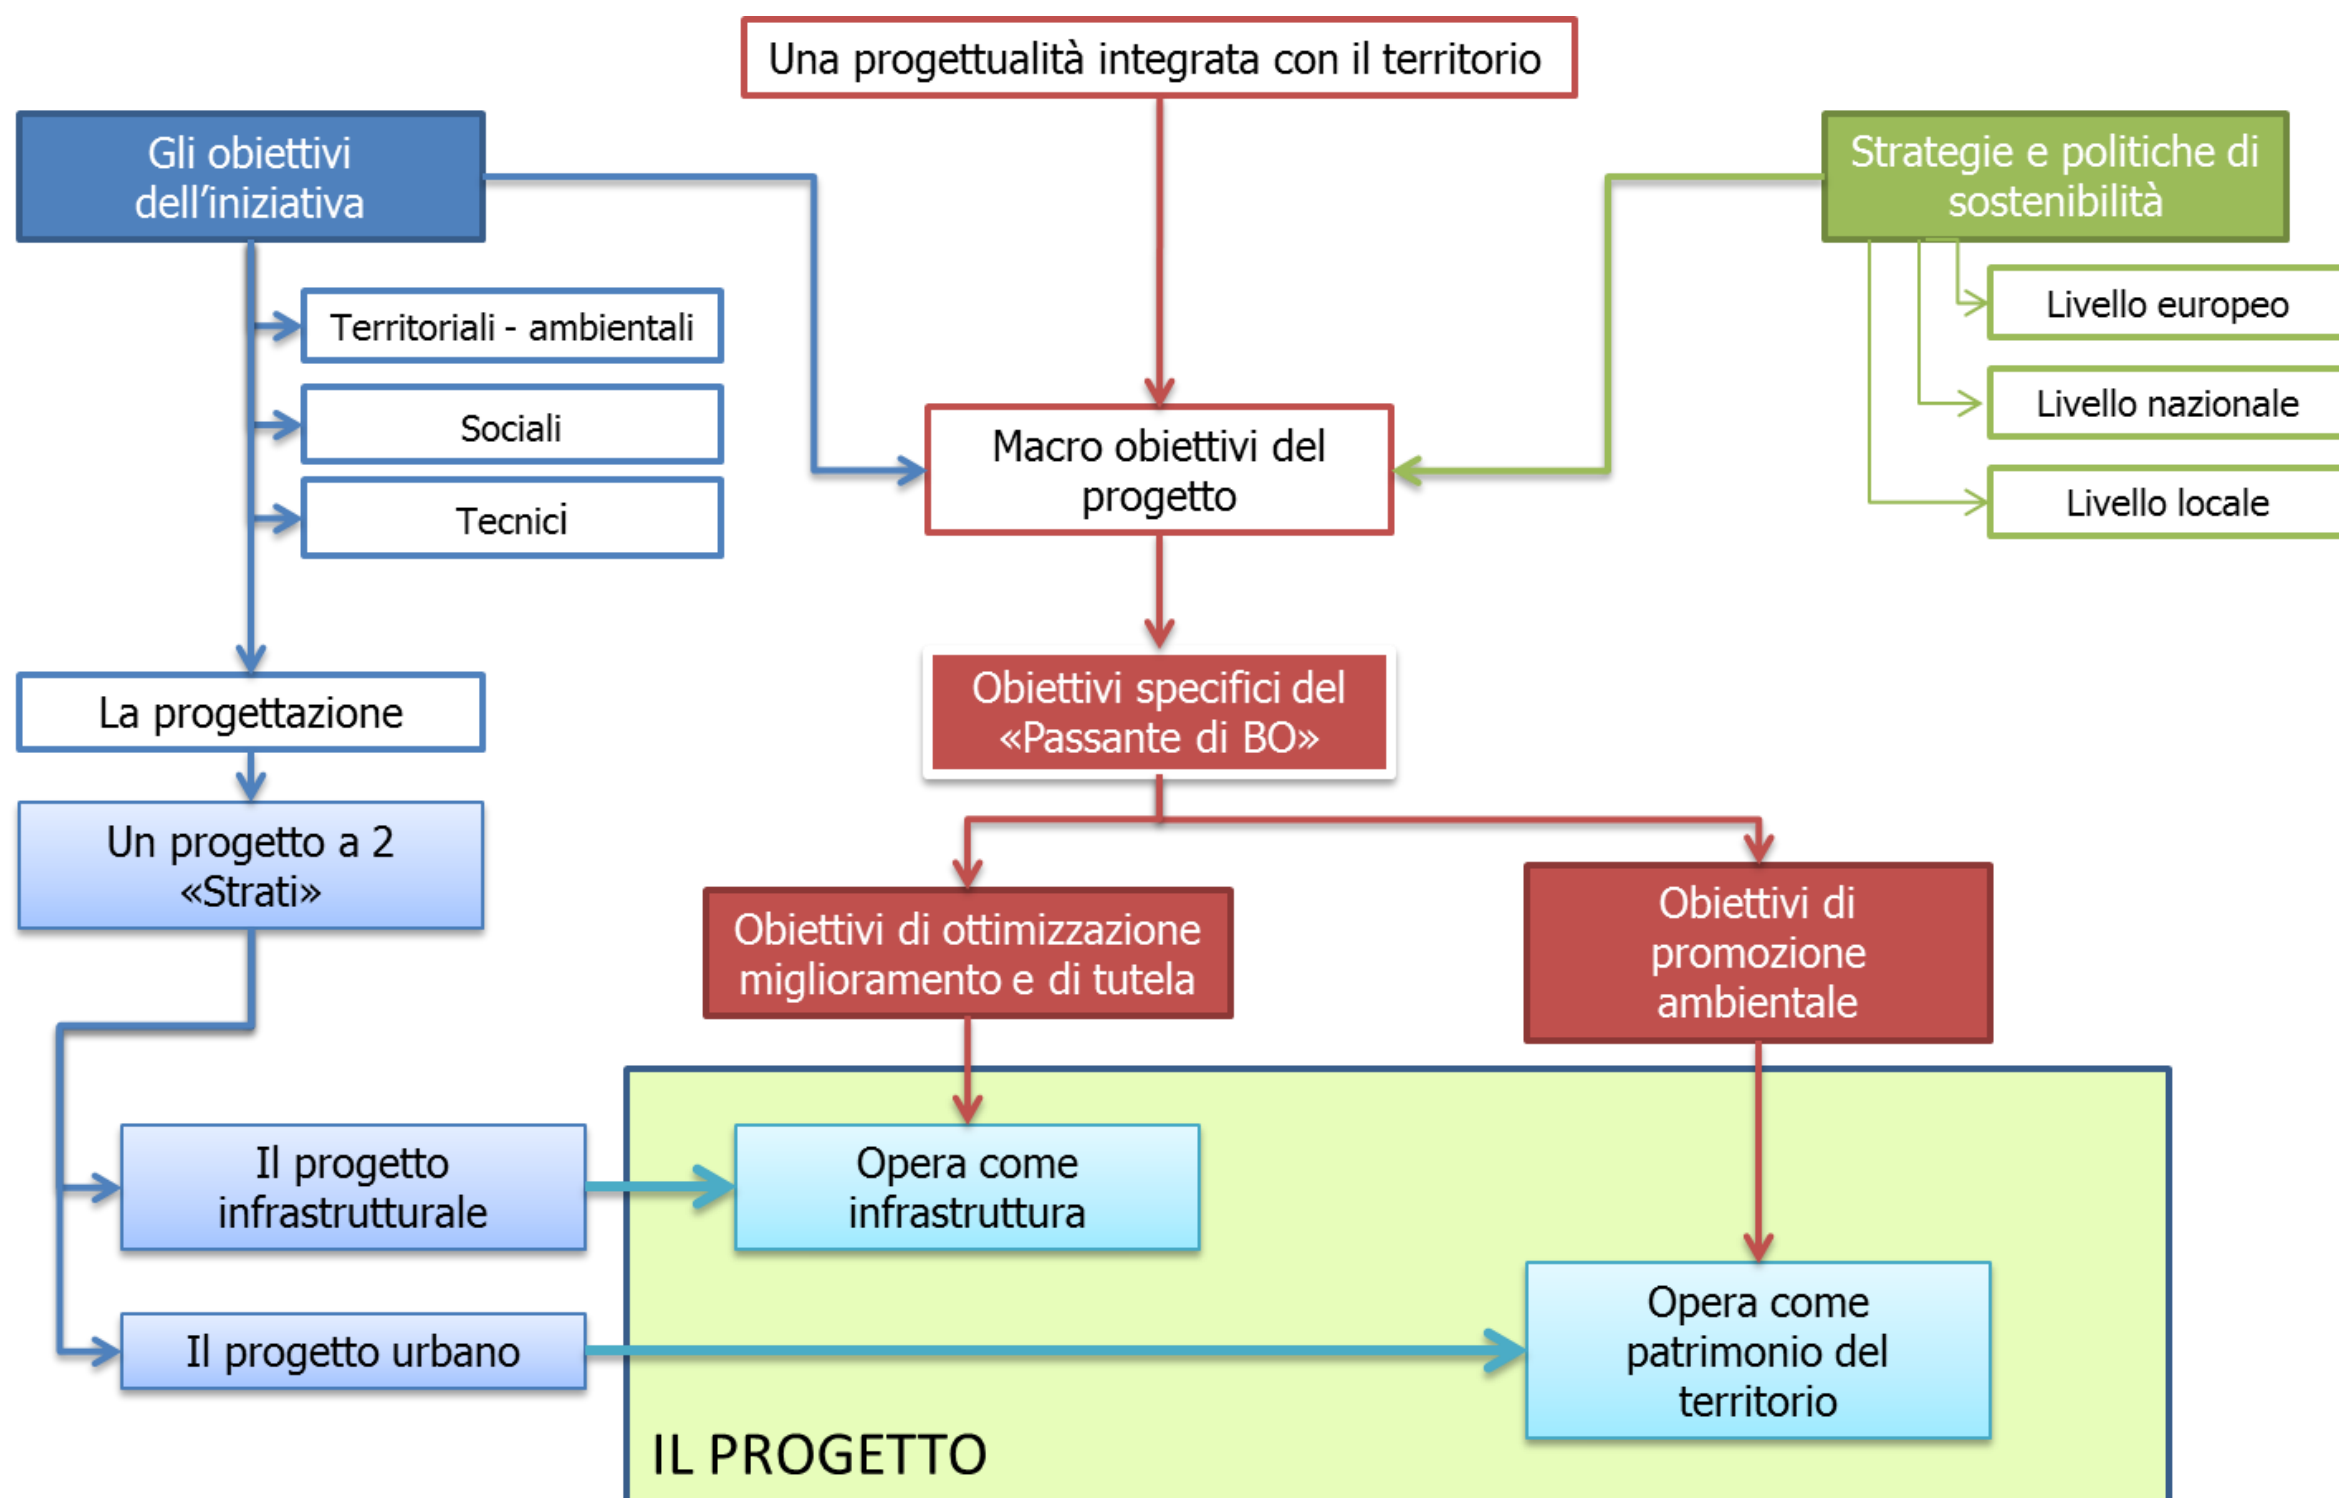 Una progettualità integrata con il territorio
Gli obiettivi
dell’iniziativa
Strategie e politiche di
sostenibilità
Territoriali - ambientali
Sociali
Tecnici
Livello europeo
Livello nazionale
Livello locale
Macro obiettivi del
progetto
La progettazione
Obiettivi specifici del
«Passante di BO»
Un progetto a 2
«Strati»
Obiettivi di ottimizzazione
miglioramento e di tutela
Obiettivi di
promozione
ambientale
Il progetto
infrastrutturale
Opera come
infrastruttura
Il progetto urbano
Opera come
patrimonio del
territorio
IL PROGETTO